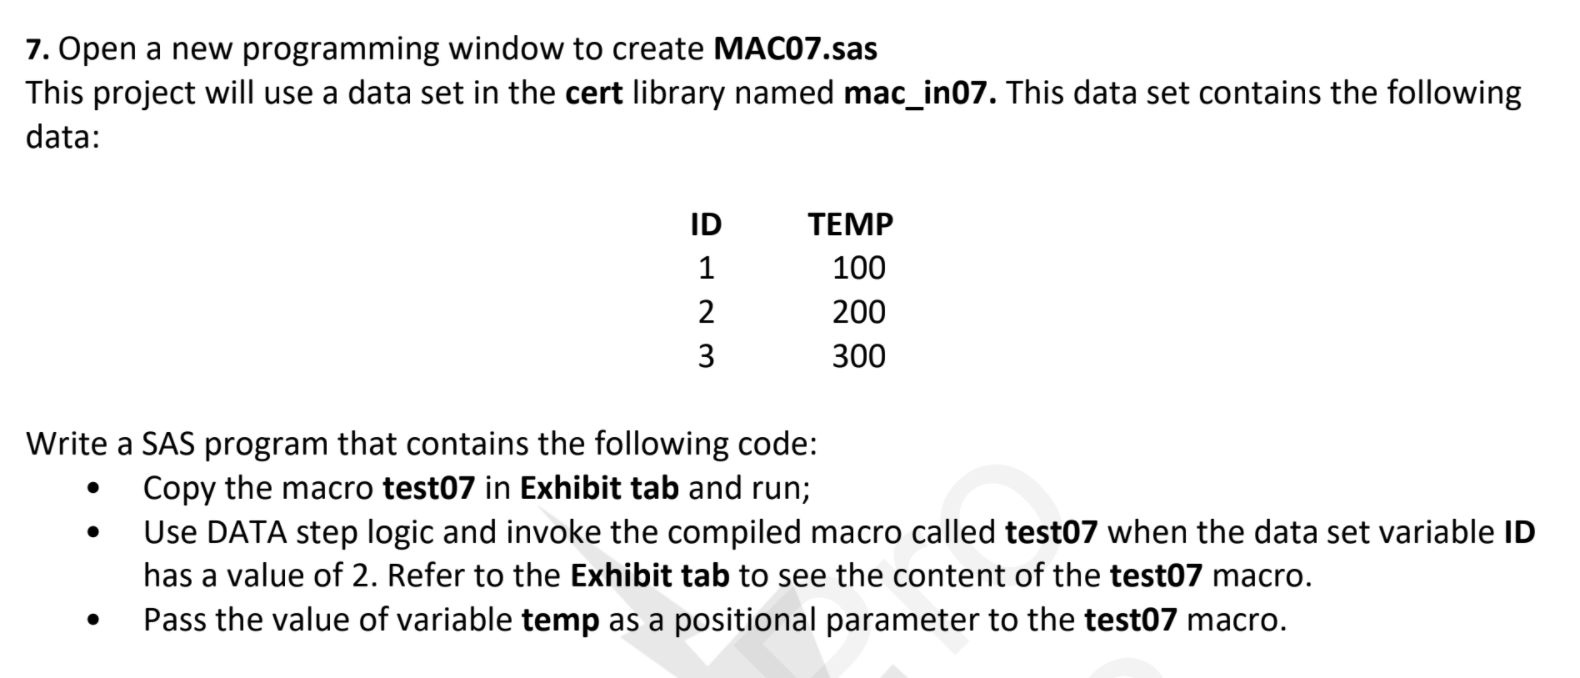 7. Open a new programming window to create MAC07.sas
This project will use a data set in the cert library named mac_in07. This data set contains the following
data:
ID TEMP
1 100
2 200
3 300
Write a SAS program that contains the following code:
• Copy the macro test07 in Exhibit tab and run;
• Use DATA step logic and invoke the compiled macro called test07 when the data set variable ID
has a value of 2. Refer to the Exhibit tab to see the content of the test07 macro.
• Pass the value of variable temp as a positional parameter to the test07 macro.